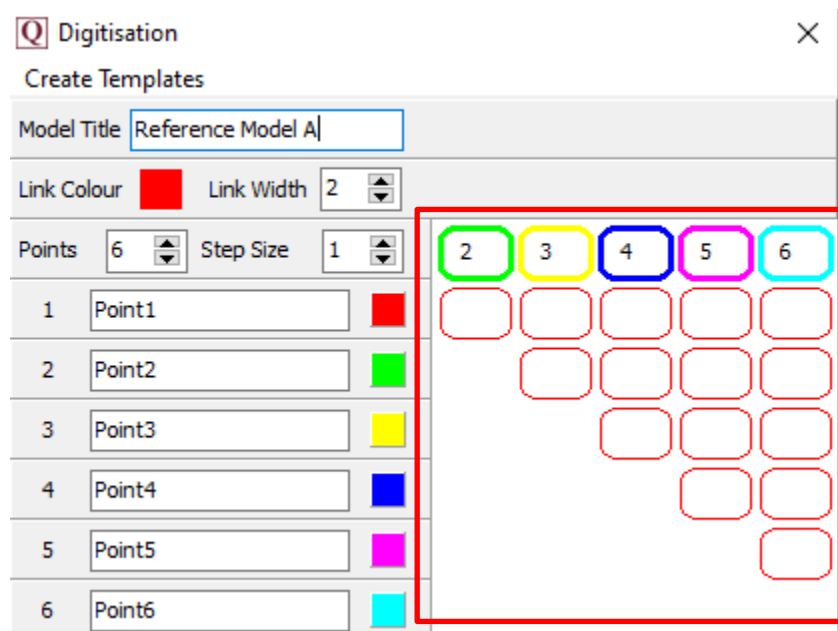 Q Digitisation
Create Templates
Model Title Reference Model A
Link Colour Link Width 2
Points 6 Step Size 1 2 3 4 5 6
1 Point1
2 Point2
3 Point3
4 Point4
5 Point5
6 Point6